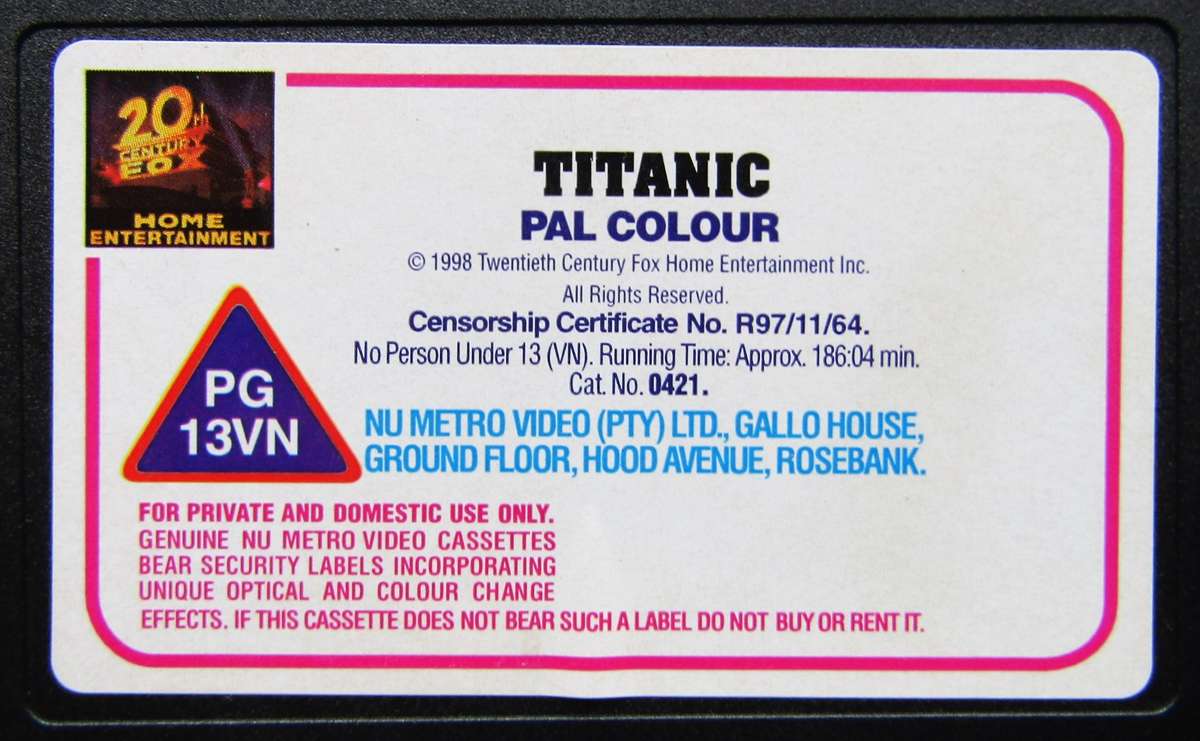 20th
CENTURY
FOX
HOME
ENTERTAINMENT
TITANIC
PAL COLOUR
© 1998 Twentieth Century Fox Home Entertainment Inc.
All Rights Reserved.
Censorship Certificate No. R97/11/64.
No Person Under 13 (VN). Running Time: Approx. 186:04 min.
Cat. No. 0421.
PG
13VN
NU METRO VIDEO (PTY) LTD., GALLO HOUSE,
GROUND FLOOR, HOOD AVENUE, ROSEBANK.
FOR PRIVATE AND DOMESTIC USE ONLY.
GENUINE NU METRO VIDEO CASSETTES
BEAR SECURITY LABELS INCORPORATING
UNIQUE OPTICAL AND COLOUR CHANGE
EFFECTS. IF THIS CASSETTE DOES NOT BEAR SUCH A LABEL DO NOT BUY OR RENT IT.